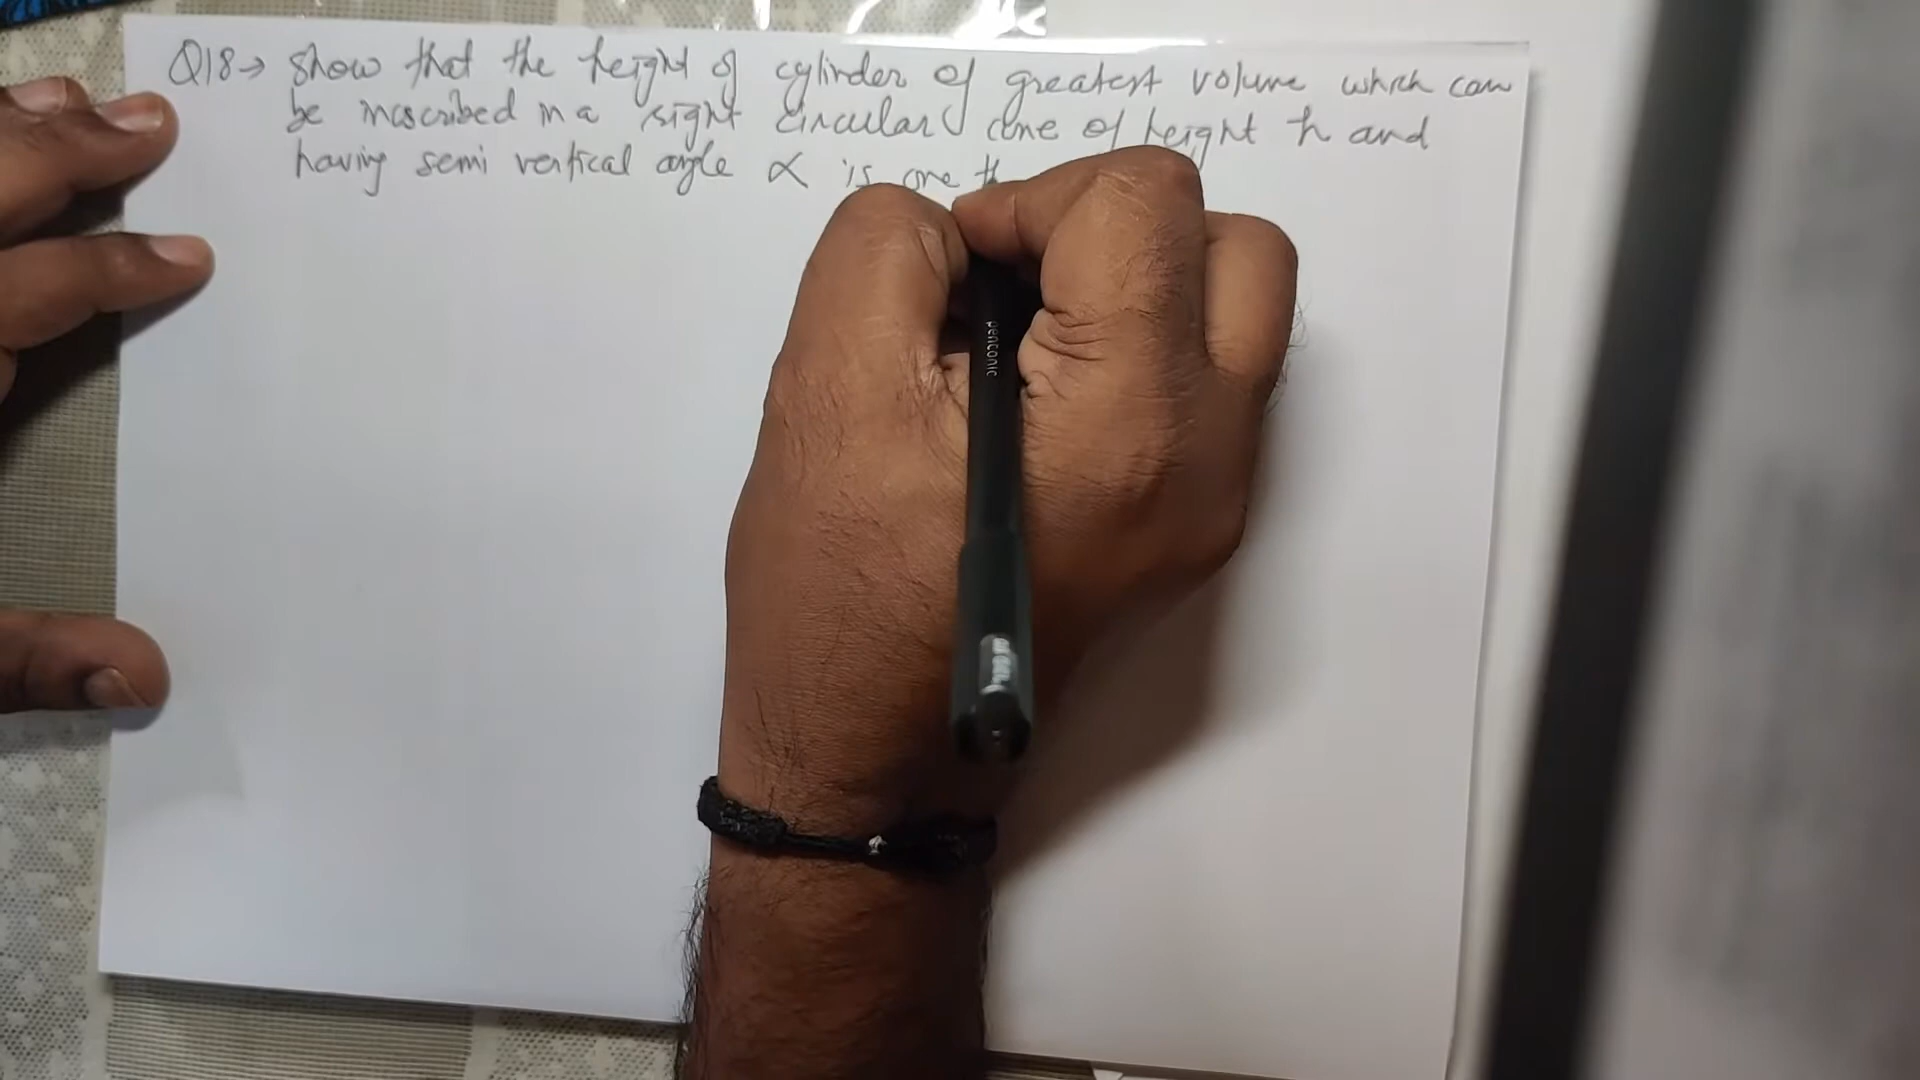 Q18→ Show that the height of cylinder of greatest volume which can
be inscribed in a right circular cone of height h and
having semi vertical angle α is one th
pentonic